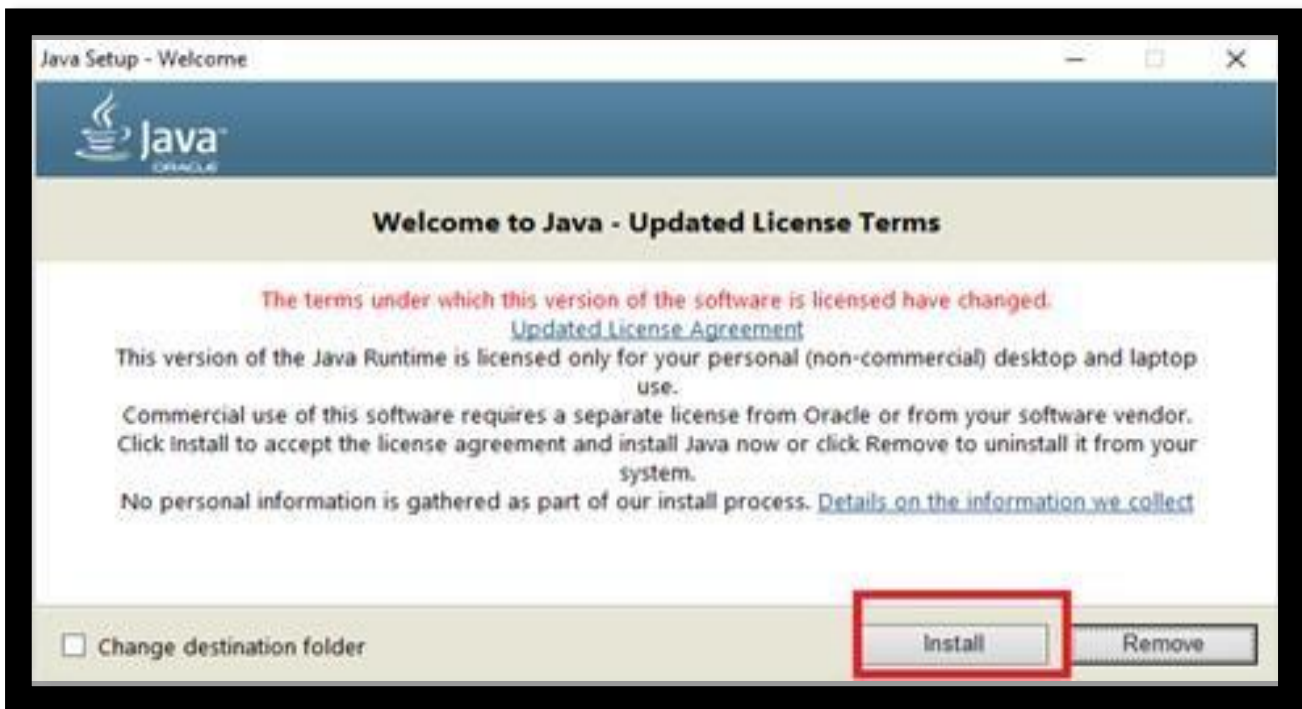 Java Setup - Welcome
Java
ORACLE
Welcome to Java - Updated License Terms
The terms under which this version of the software is licensed have changed.
Updated License Agreement
This version of the Java Runtime is licensed only for your personal (non-commercial) desktop and laptop
use.
Commercial use of this software requires a separate license from Oracle or from your software vendor.
Click Install to accept the license agreement and install Java now or click Remove to uninstall it from your
system.
No personal information is gathered as part of our install process. Details on the information we collect
Change destination folder
Install
Remove